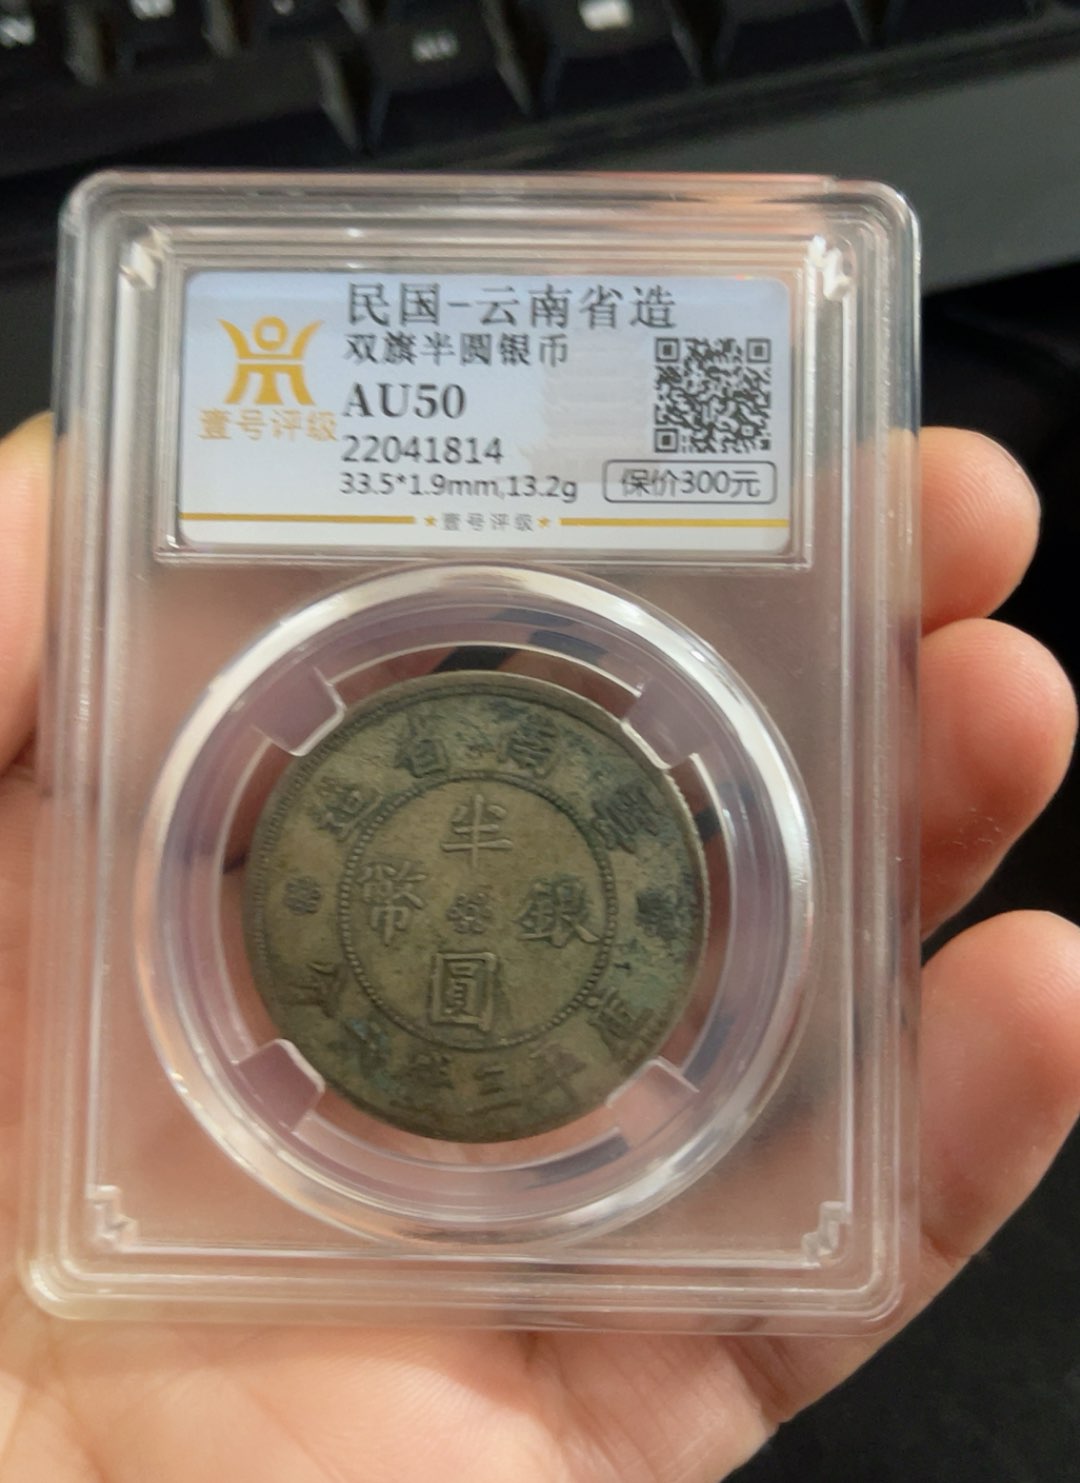 民国-云南省造
双旗半圆银币
AU50
22041814
33.5*1.9mm,13.2g
保价300元
壹号评级
★壹号评级★
南省造
半圓
銀幣